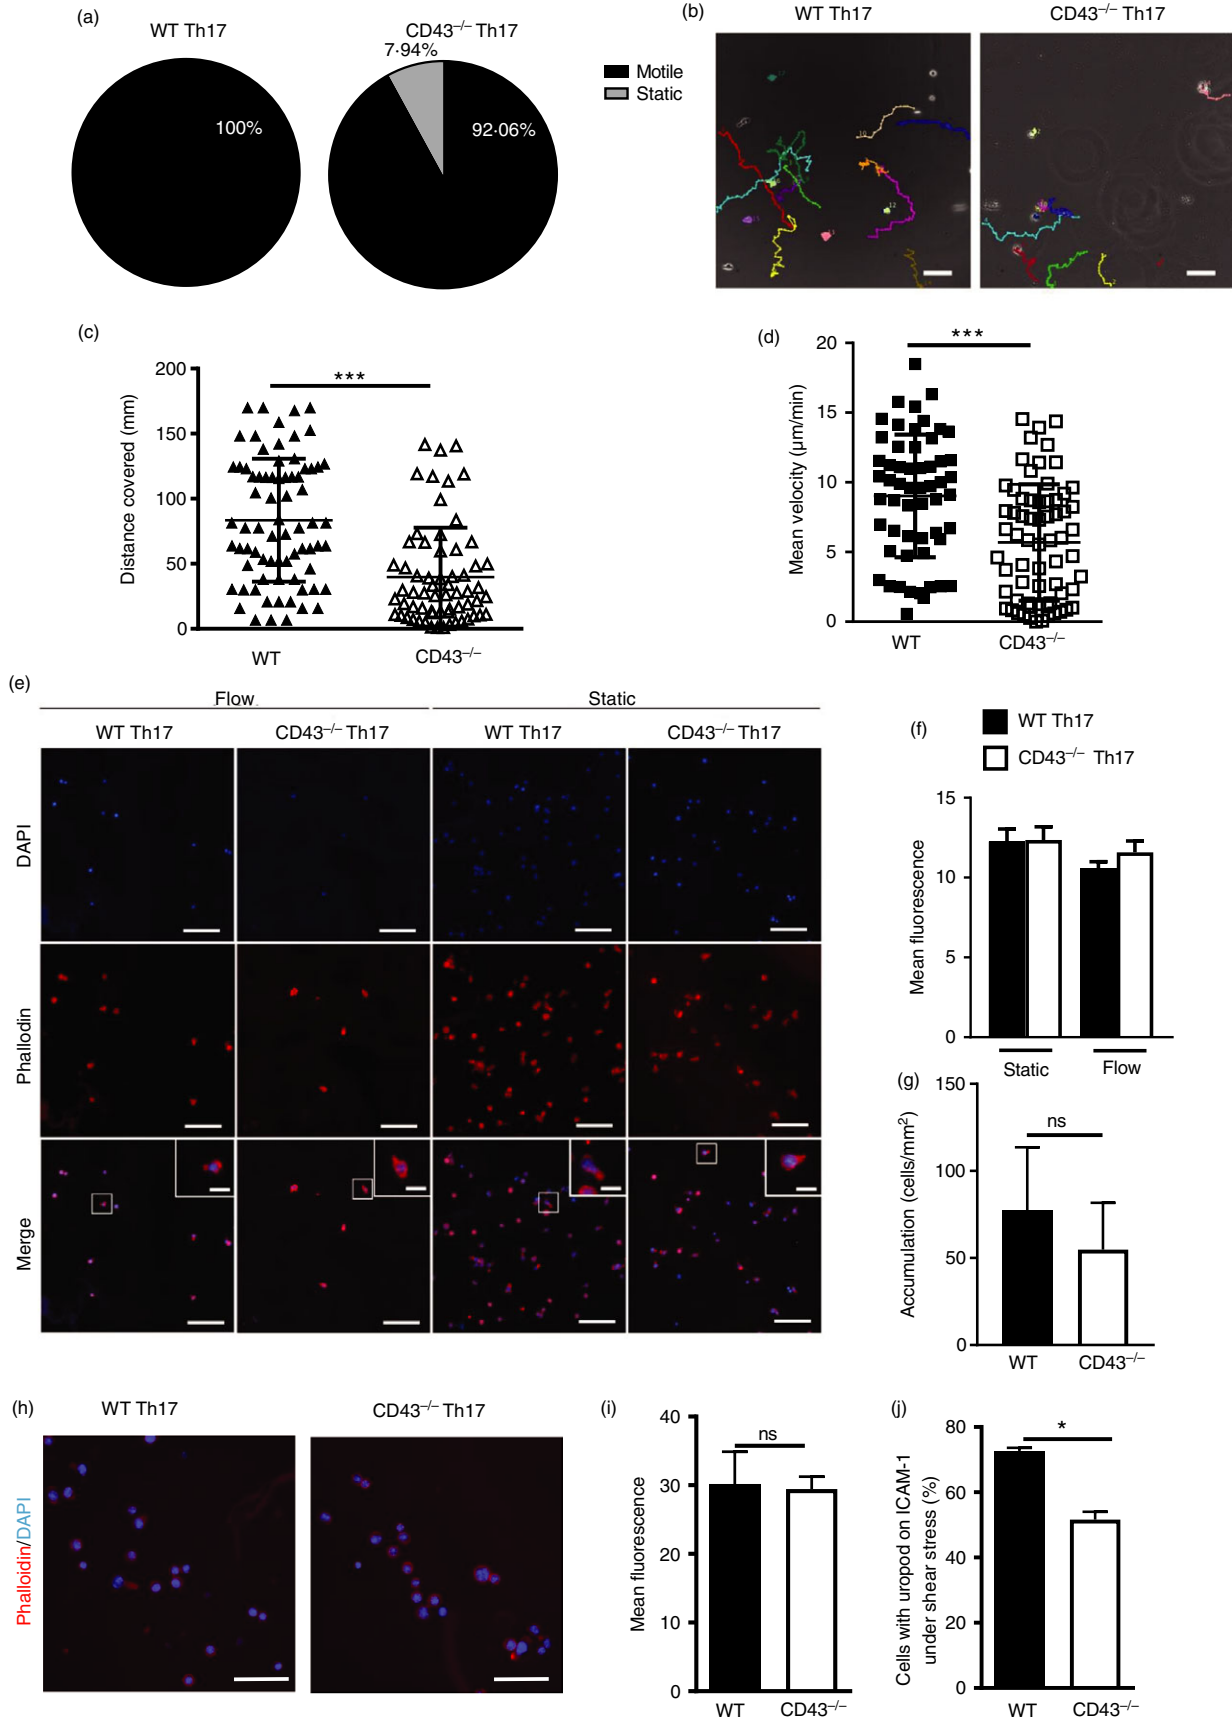 (a)
WT Th17
CD43–/– Th17
7·94%
100%
92·06%
Motile
Static
(b)
WT Th17
CD43–/– Th17
10
12
(c)
Distance covered (mm)
200
150
100
50
0
***
WT
CD43–/–
(d)
Mean velocity (µm/min)
20
15
10
5
0
***
WT
CD43–/–
(e)
Flow
Static
WT Th17
CD43–/– Th17
WT Th17
CD43–/– Th17
DAPI
Phallodin
Merge
(f)
WT Th17
CD43–/– Th17
Mean fluorescence
15
10
5
0
Static
Flow
(g)
Accumulation (cells/mm2)
150
100
50
0
ns
WT
CD43–/–
(h)
WT Th17
CD43–/– Th17
Phalloidin/DAPI
(i)
Mean fluorescence
40
30
20
10
0
ns
WT
CD43–/–
(j)
Cells with uropod on ICAM-1
under shear stress (%)
80
60
40
20
0
*
WT
CD43–/–